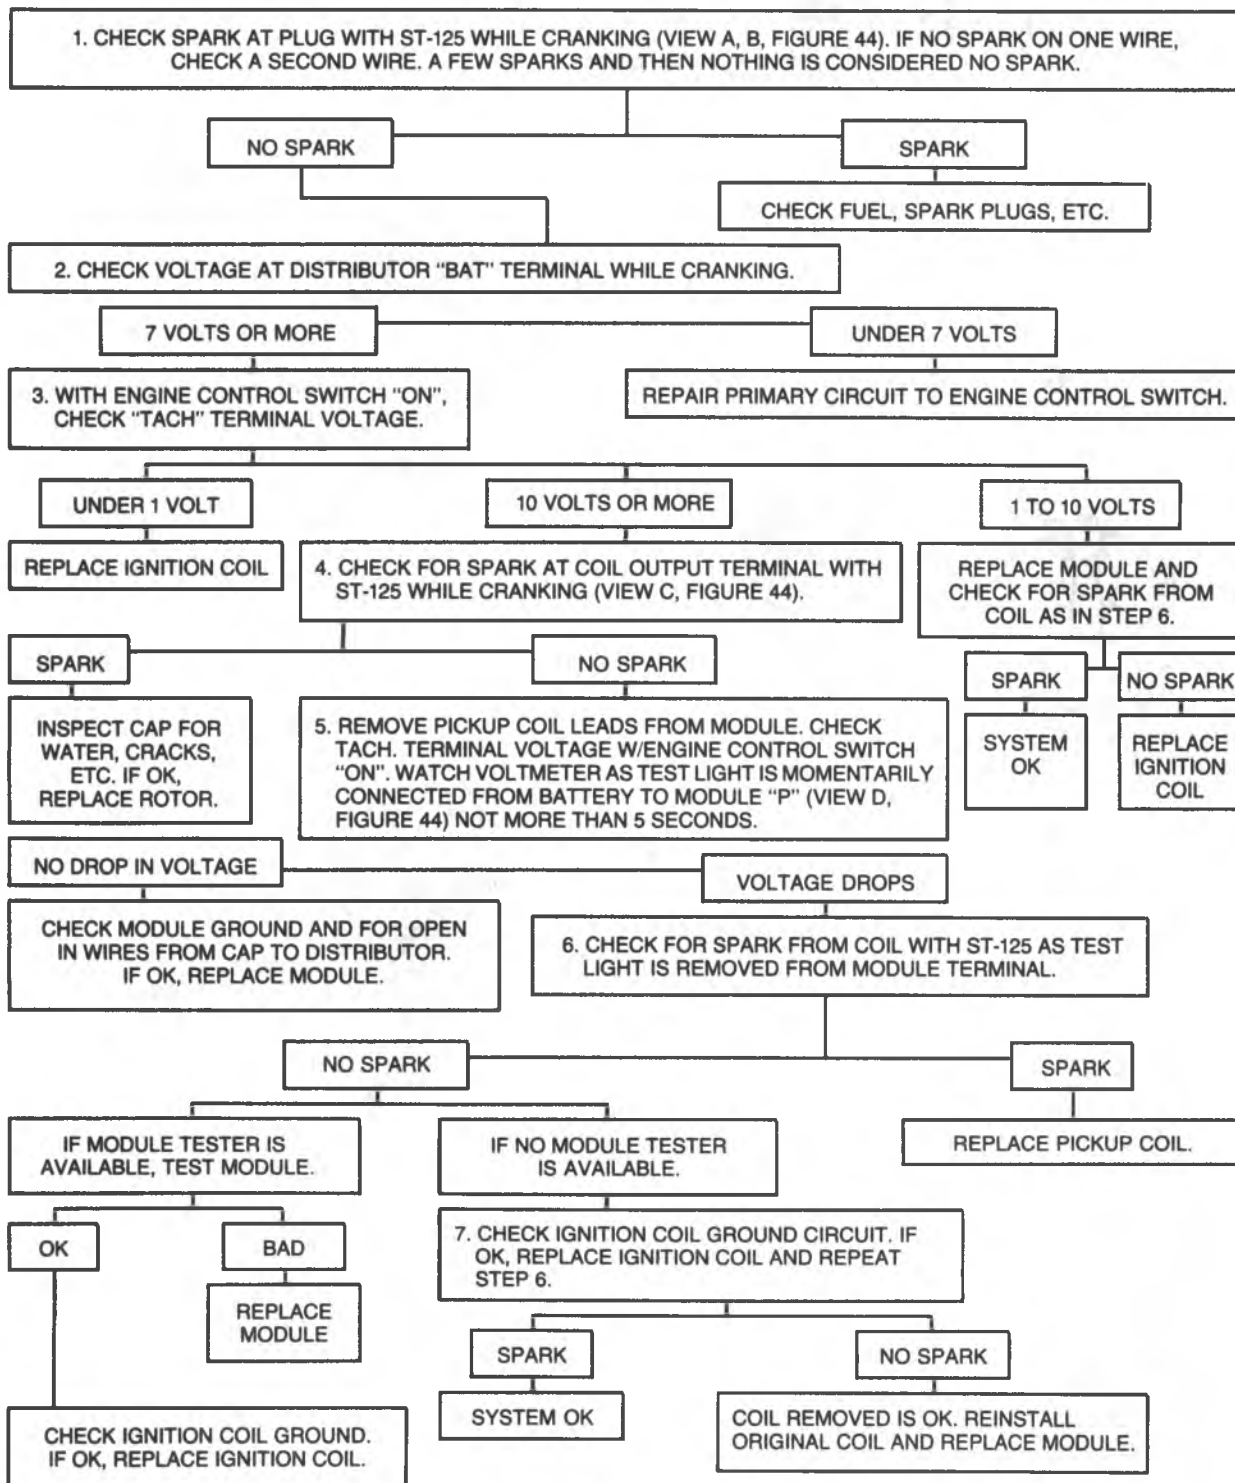 1. CHECK SPARK AT PLUG WITH ST-125 WHILE CRANKING (VIEW A, B, FIGURE 44). IF NO SPARK ON ONE WIRE,
CHECK A SECOND WIRE. A FEW SPARKS AND THEN NOTHING IS CONSIDERED NO SPARK.
NO SPARK
SPARK
CHECK FUEL, SPARK PLUGS, ETC.
2. CHECK VOLTAGE AT DISTRIBUTOR "BAT" TERMINAL WHILE CRANKING.
7 VOLTS OR MORE
UNDER 7 VOLTS
3. WITH ENGINE CONTROL SWITCH "ON",
CHECK "TACH" TERMINAL VOLTAGE.
REPAIR PRIMARY CIRCUIT TO ENGINE CONTROL SWITCH.
UNDER 1 VOLT
10 VOLTS OR MORE
1 TO 10 VOLTS
REPLACE IGNITION COIL
4. CHECK FOR SPARK AT COIL OUTPUT TERMINAL WITH
ST-125 WHILE CRANKING (VIEW C, FIGURE 44).
REPLACE MODULE AND
CHECK FOR SPARK FROM
COIL AS IN STEP 6.
SPARK
NO SPARK
SPARK
NO SPARK
INSPECT CAP FOR
WATER, CRACKS,
ETC. IF OK,
REPLACE ROTOR.
5. REMOVE PICKUP COIL LEADS FROM MODULE. CHECK
TACH. TERMINAL VOLTAGE W/ENGINE CONTROL SWITCH
"ON". WATCH VOLTMETER AS TEST LIGHT IS MOMENTARILY
CONNECTED FROM BATTERY TO MODULE "P" (VIEW D,
FIGURE 44) NOT MORE THAN 5 SECONDS.
SYSTEM
OK
REPLACE
IGNITION
COIL
NO DROP IN VOLTAGE
VOLTAGE DROPS
CHECK MODULE GROUND AND FOR OPEN
IN WIRES FROM CAP TO DISTRIBUTOR.
IF OK, REPLACE MODULE.
6. CHECK FOR SPARK FROM COIL WITH ST-125 AS TEST
LIGHT IS REMOVED FROM MODULE TERMINAL.
NO SPARK
SPARK
IF MODULE TESTER IS
AVAILABLE, TEST MODULE.
IF NO MODULE TESTER
IS AVAILABLE.
REPLACE PICKUP COIL.
OK
BAD
7. CHECK IGNITION COIL GROUND CIRCUIT. IF
OK, REPLACE IGNITION COIL AND REPEAT
STEP 6.
REPLACE
MODULE
SPARK
NO SPARK
SYSTEM OK
COIL REMOVED IS OK. REINSTALL
ORIGINAL COIL AND REPLACE MODULE.
CHECK IGNITION COIL GROUND.
IF OK, REPLACE IGNITION COIL.